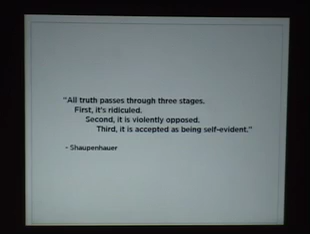 "All truth passes through three stages.
First, it's ridiculed.
Second, it is violently opposed.
Third, it is accepted as being self-evident."
- Shaupenhauer